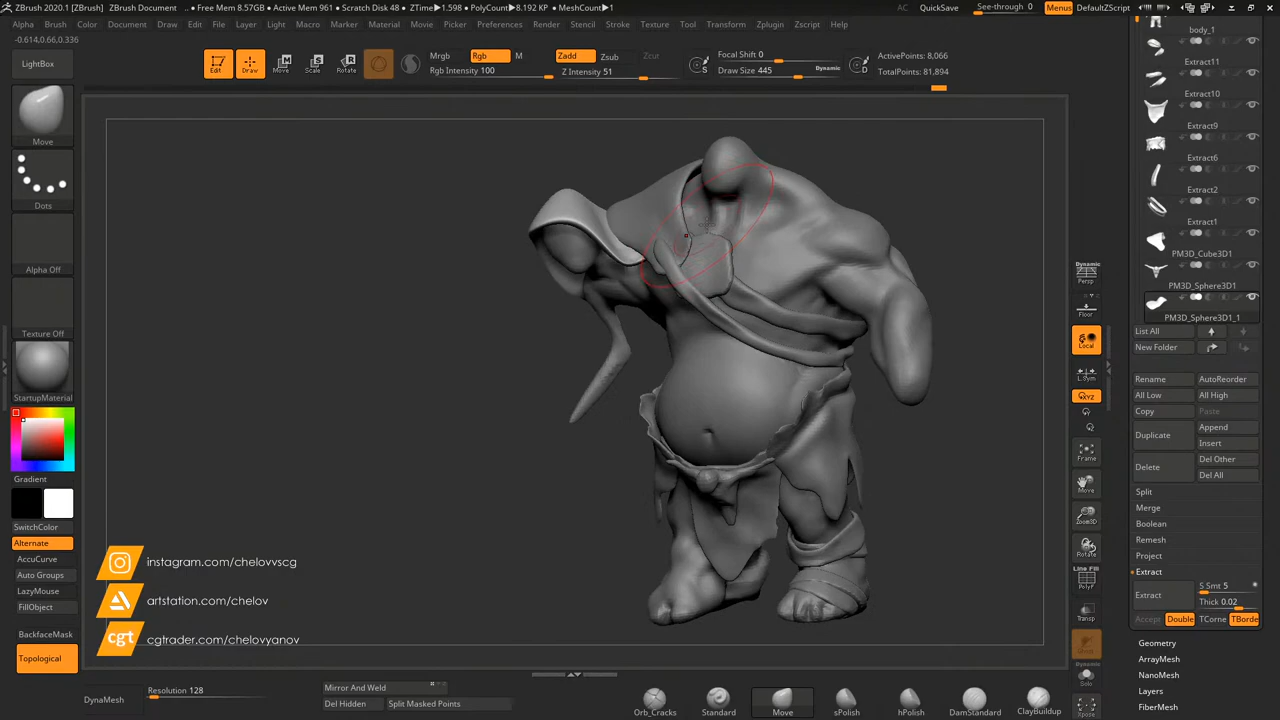 ZBrush 2020.1 [ZBrush] ZBrush Document .. ● Free Mem 8.57GB ● Active Mem 961 ● Scratch Disk 48 ● ZTime▸1.598 ● PolyCount▸8.192 KP ● MeshCount▸1 AC QuickSave See-through 0 Menus DefaultZScript
Alpha Brush Color Document Draw Edit File Layer Light Macro Marker Material Movie Picker Preferences Render Stencil Stroke Texture Tool Transform Zplugin Zscript Help
-0.614,0.66,0.336
LightBox
Edit Draw Move Scale Rotate
Mrgb Rgb M
Rgb Intensity 100
Zadd Zsub Zcut
Z Intensity 51
Focal Shift 0
Draw Size 445 Dynamic
ActivePoints: 8,066
TotalPoints: 81,894
S
D
Move
Dots
Alpha Off
Texture Off
StartupMaterial
Gradient
SwitchColor
Alternate
AccuCurve
Auto Groups
LazyMouse
FillObject
BackfaceMask
Topological
instagram.com/chelovvscg
artstation.com/chelov
cgt
cgtrader.com/chelovyanov
Dynamic
Persp
Floor
Local
L.Sym
XYZ
Frame
Move
Zoom3D
Rotate
Line Fill
PolyF
Transp
Dynamic
Solo
Xpose
body_1
Extract11
Extract10
Extract9
Extract6
Extract2
Extract1
PM3D_Cube3D1
PM3D_Sphere3D1
PM3D_Sphere3D1_1
List All
New Folder
Rename AutoReorder
All Low All High
Copy Paste
Duplicate Append
Insert
Delete Del Other
Del All
Split
Merge
Boolean
Remesh
Project
Extract
Extract S Smt 5
Thick 0.02
Accept Double TCorne TBorde
Geometry
ArrayMesh
NanoMesh
Layers
FiberMesh
DynaMesh Resolution 128
Mirror And Weld
Del Hidden Split Masked Points
Orb_Cracks Standard Move sPolish hPolish DamStandard ClayBuildup